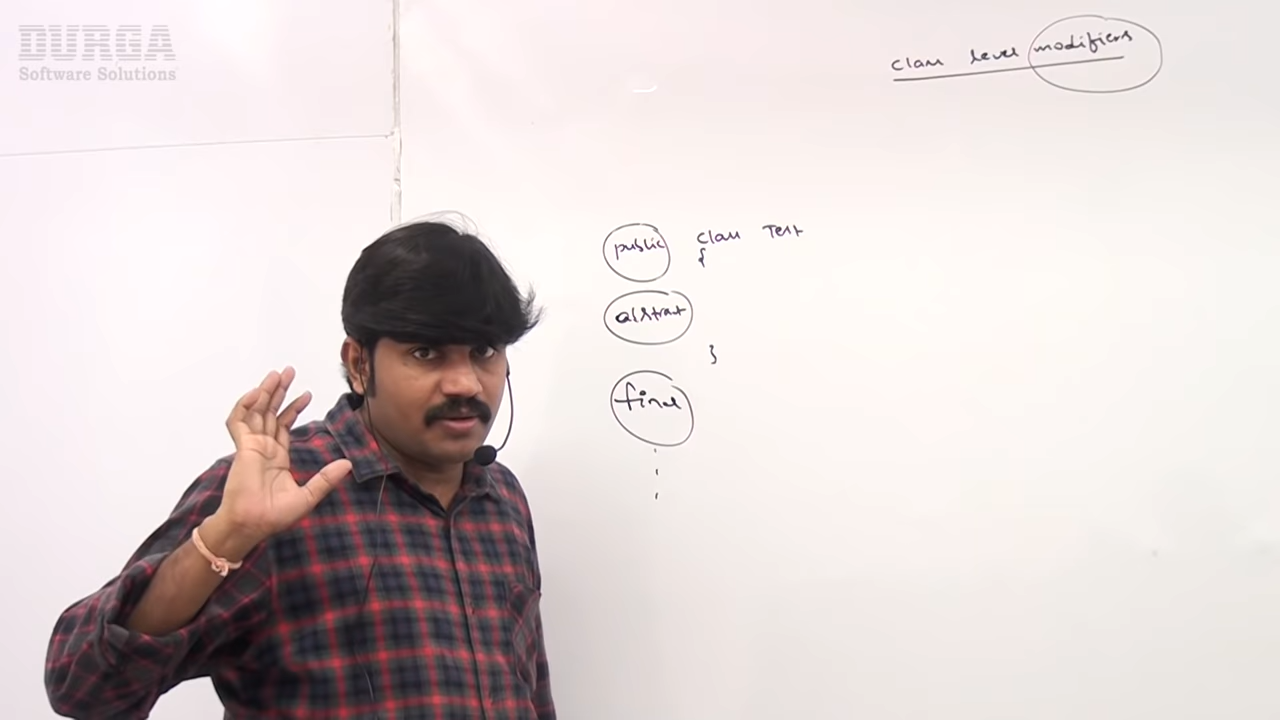 DURGA
Software Solutions
class level modifiers
public class Test
{
abstract
}
final